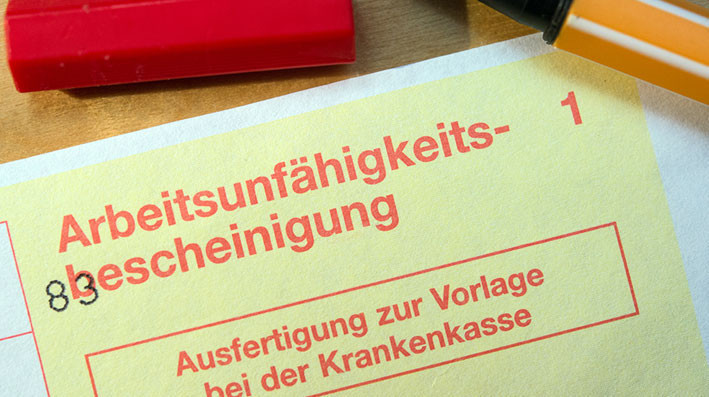 Arbeitsunfähigkeits- 1
bescheinigung
83
Ausfertigung zur Vorlage
bei der Krankenkasse